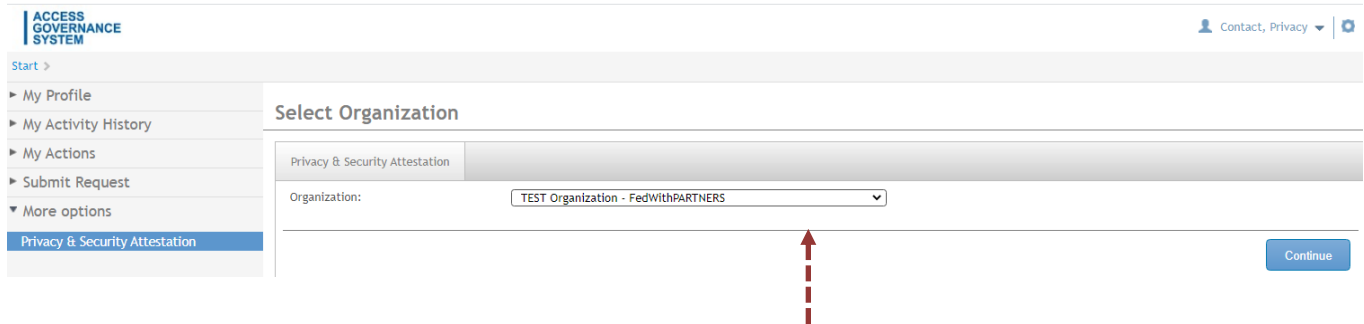 ACCESS
GOVERNANCE
SYSTEM
Contact, Privacy
Start
My Profile
My Activity History
My Actions
Submit Request
More options
Privacy & Security Attestation
Select Organization
Privacy & Security Attestation
Organization: TEST Organization - FedWithPARTNERS
Continue